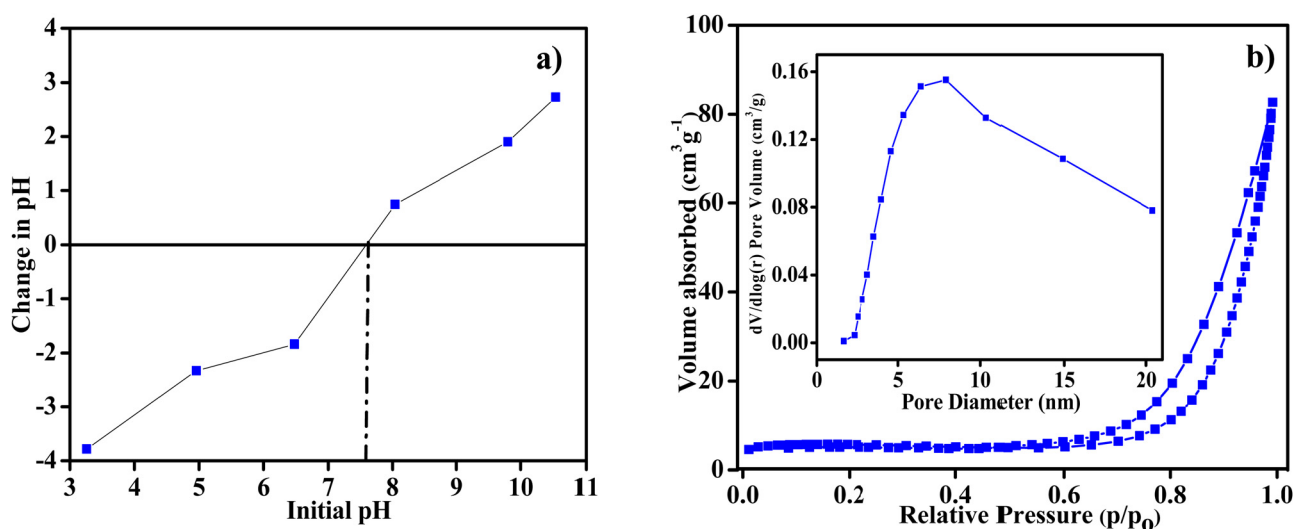 a)
Change in pH
4
3
2
1
0
-1
-2
-3
-4
3 4 5 6 7 8 9 10 11
Initial pH
b)
Volume absorbed (cm³g⁻¹)
100
80
60
40
20
0
0.0 0.2 0.4 0.6 0.8 1.0
Relative Pressure (p/p₀)
dV/dlog(r) Pore Volume (cm³/g)
0.16
0.12
0.08
0.04
0.00
0 5 10 15 20
Pore Diameter (nm)